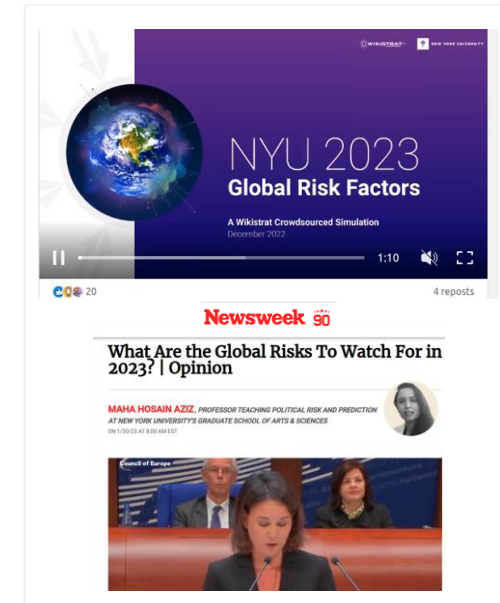 WIKISTRAT
NEW YORK UNIVERSITY
NYU 2023
Global Risk Factors
A Wikistrat Crowdsourced Simulation
December 2022
1:10
20
4 reposts
Newsweek 90
What Are the Global Risks To Watch For in
2023? | Opinion
MAHA HOSAIN AZIZ, PROFESSOR TEACHING POLITICAL RISK AND PREDICTION
AT NEW YORK UNIVERSITY'S GRADUATE SCHOOL OF ARTS & SCIENCES
ON 1/30/23 AT 8:00 AM EST
Council of Europe